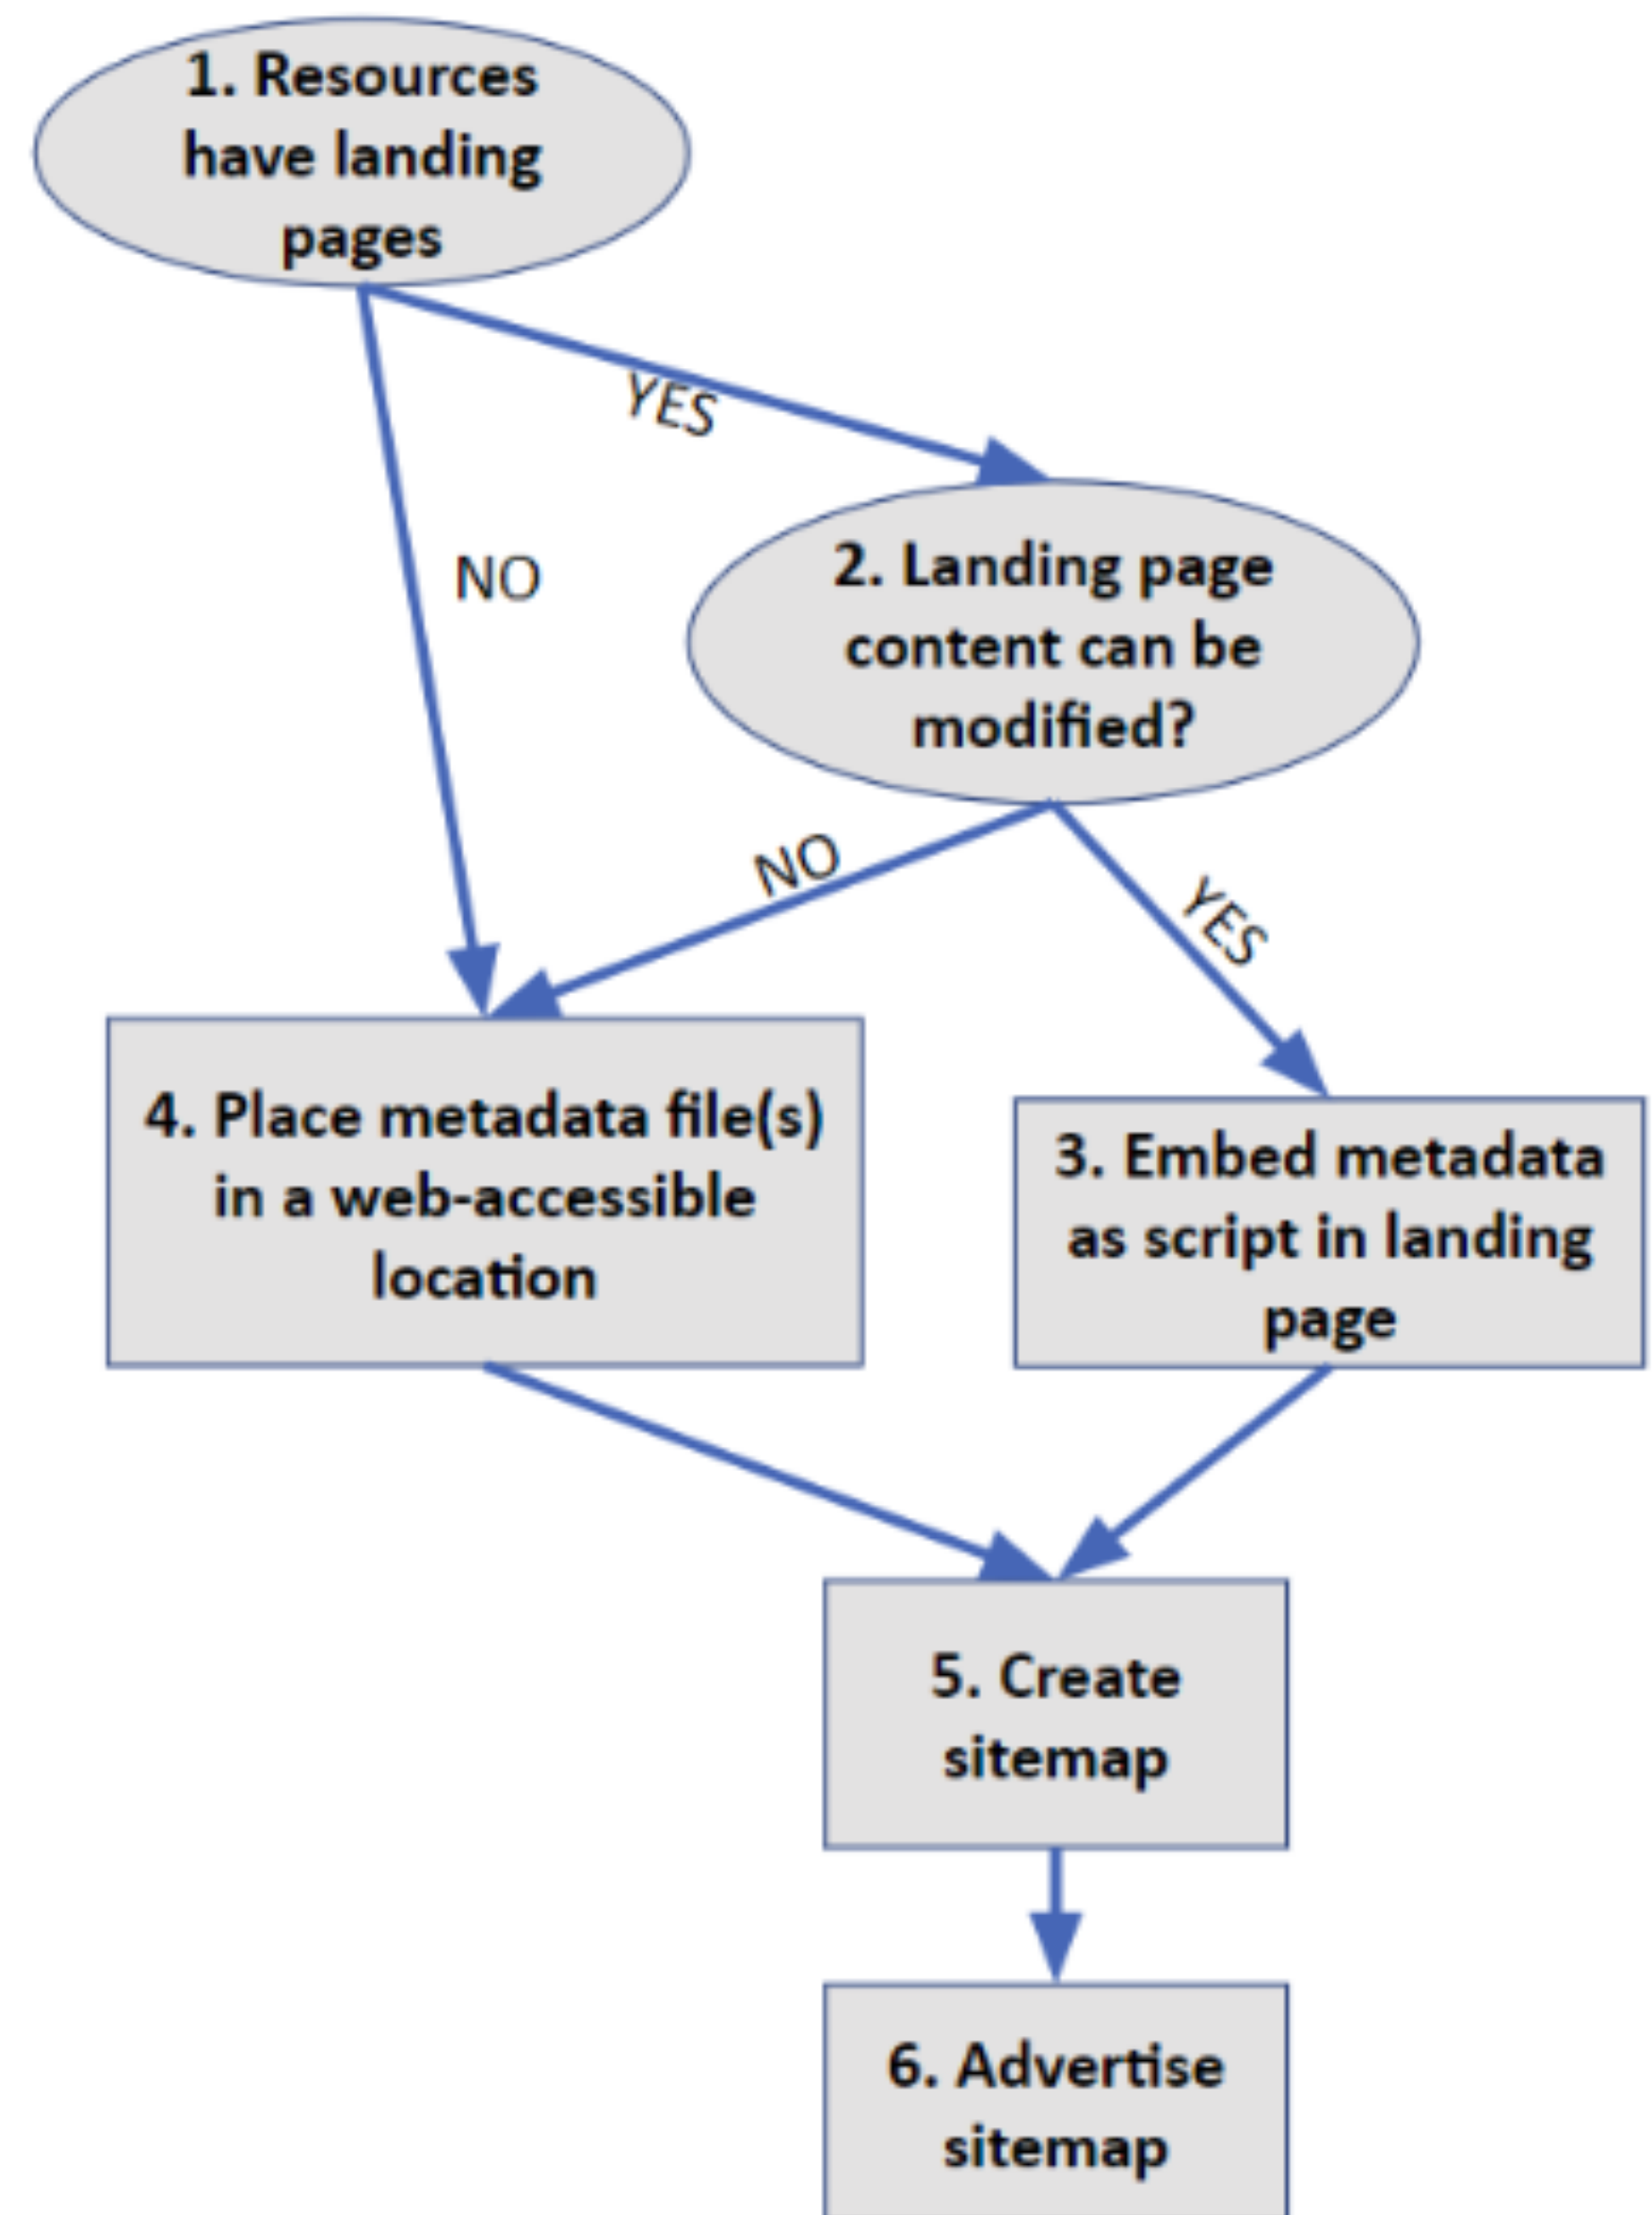 1. Resources
have landing
pages
YES
NO
2. Landing page
content can be
modified?
NO
YES
4. Place metadata file(s)
in a web-accessible
location
3. Embed metadata
as script in landing
page
5. Create
sitemap
6. Advertise
sitemap